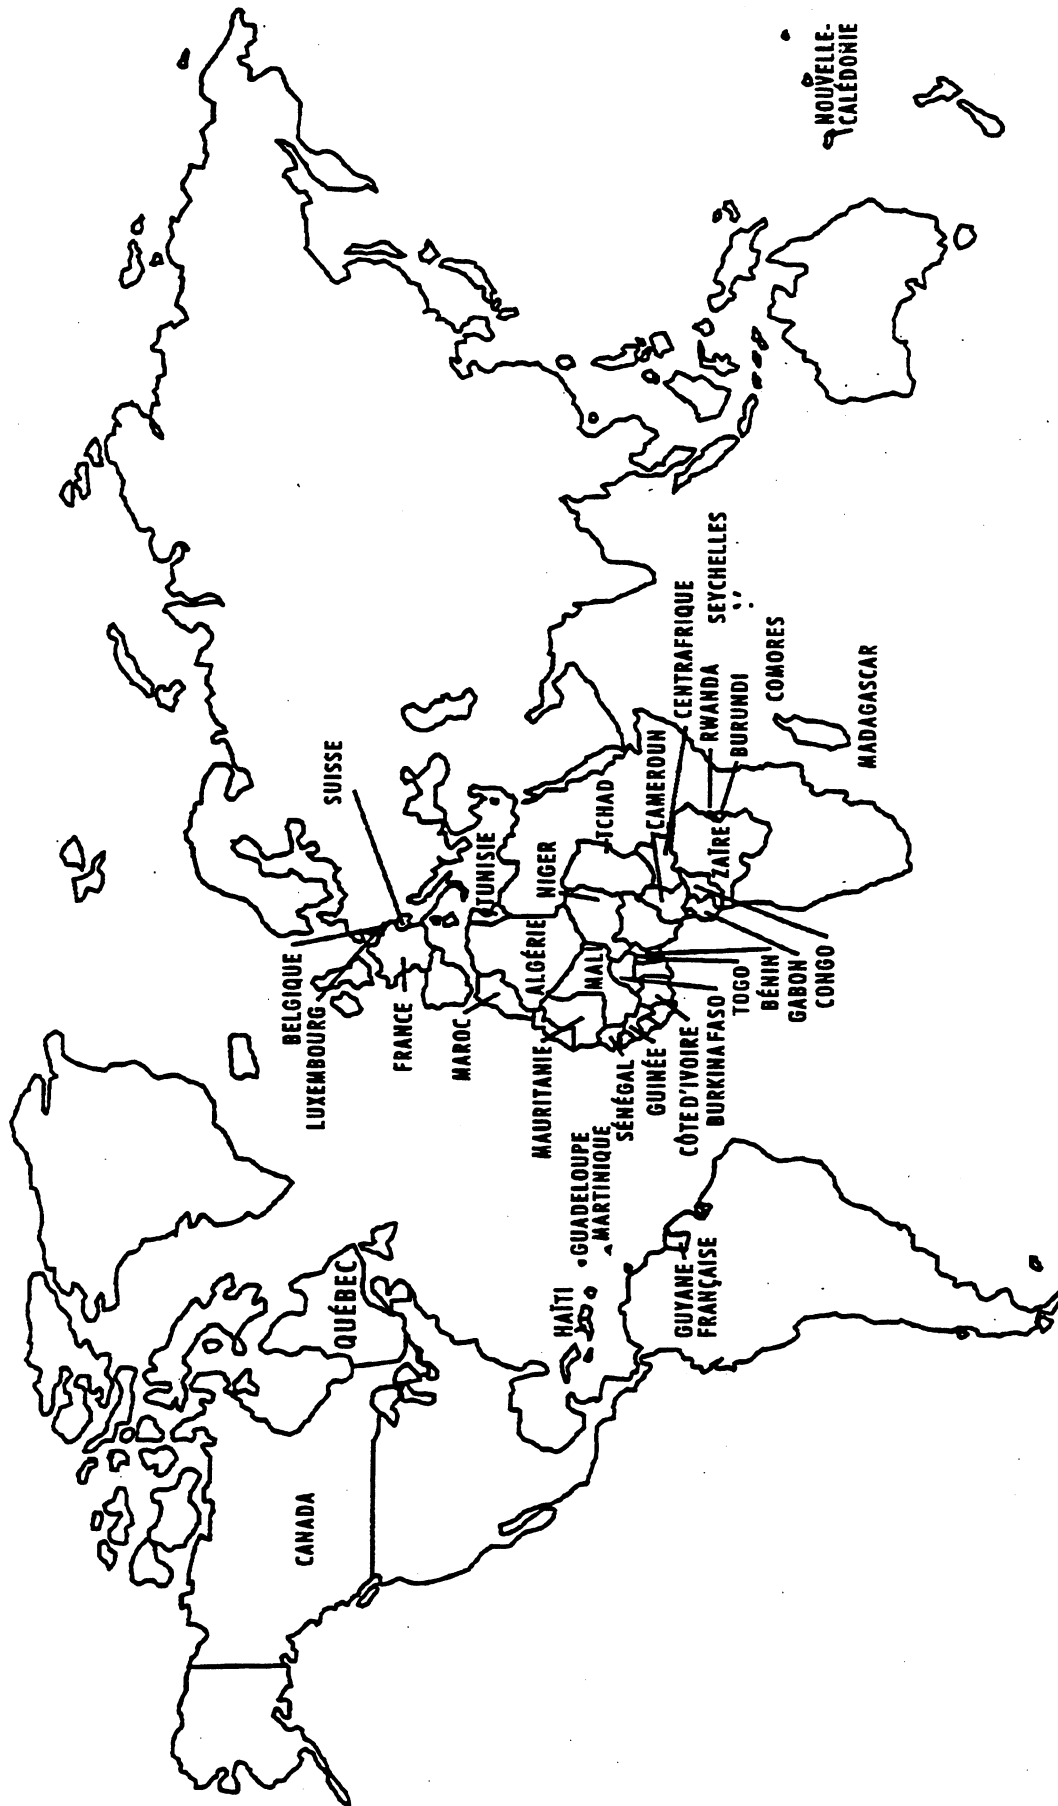 CANADA
QUÉBEC
HAÏTI
GUADELOUPE
MARTINIQUE
GUYANE
FRANÇAISE
BELGIQUE
LUXEMBOURG
SUISSE
FRANCE
MAROC
TUNISIE
ALGÉRIE
MAURITANIE
MALI
NIGER
TCHAD
SÉNÉGAL
GUINÉE
CÔTE D'IVOIRE
BURKINA FASO
TOGO
BÉNIN
GABON
CONGO
CAMEROUN
CENTRAFRIQUE
ZAÏRE
RWANDA
BURUNDI
SEYCHELLES
COMORES
MADAGASCAR
NOUVELLE-
CALÉDONIE